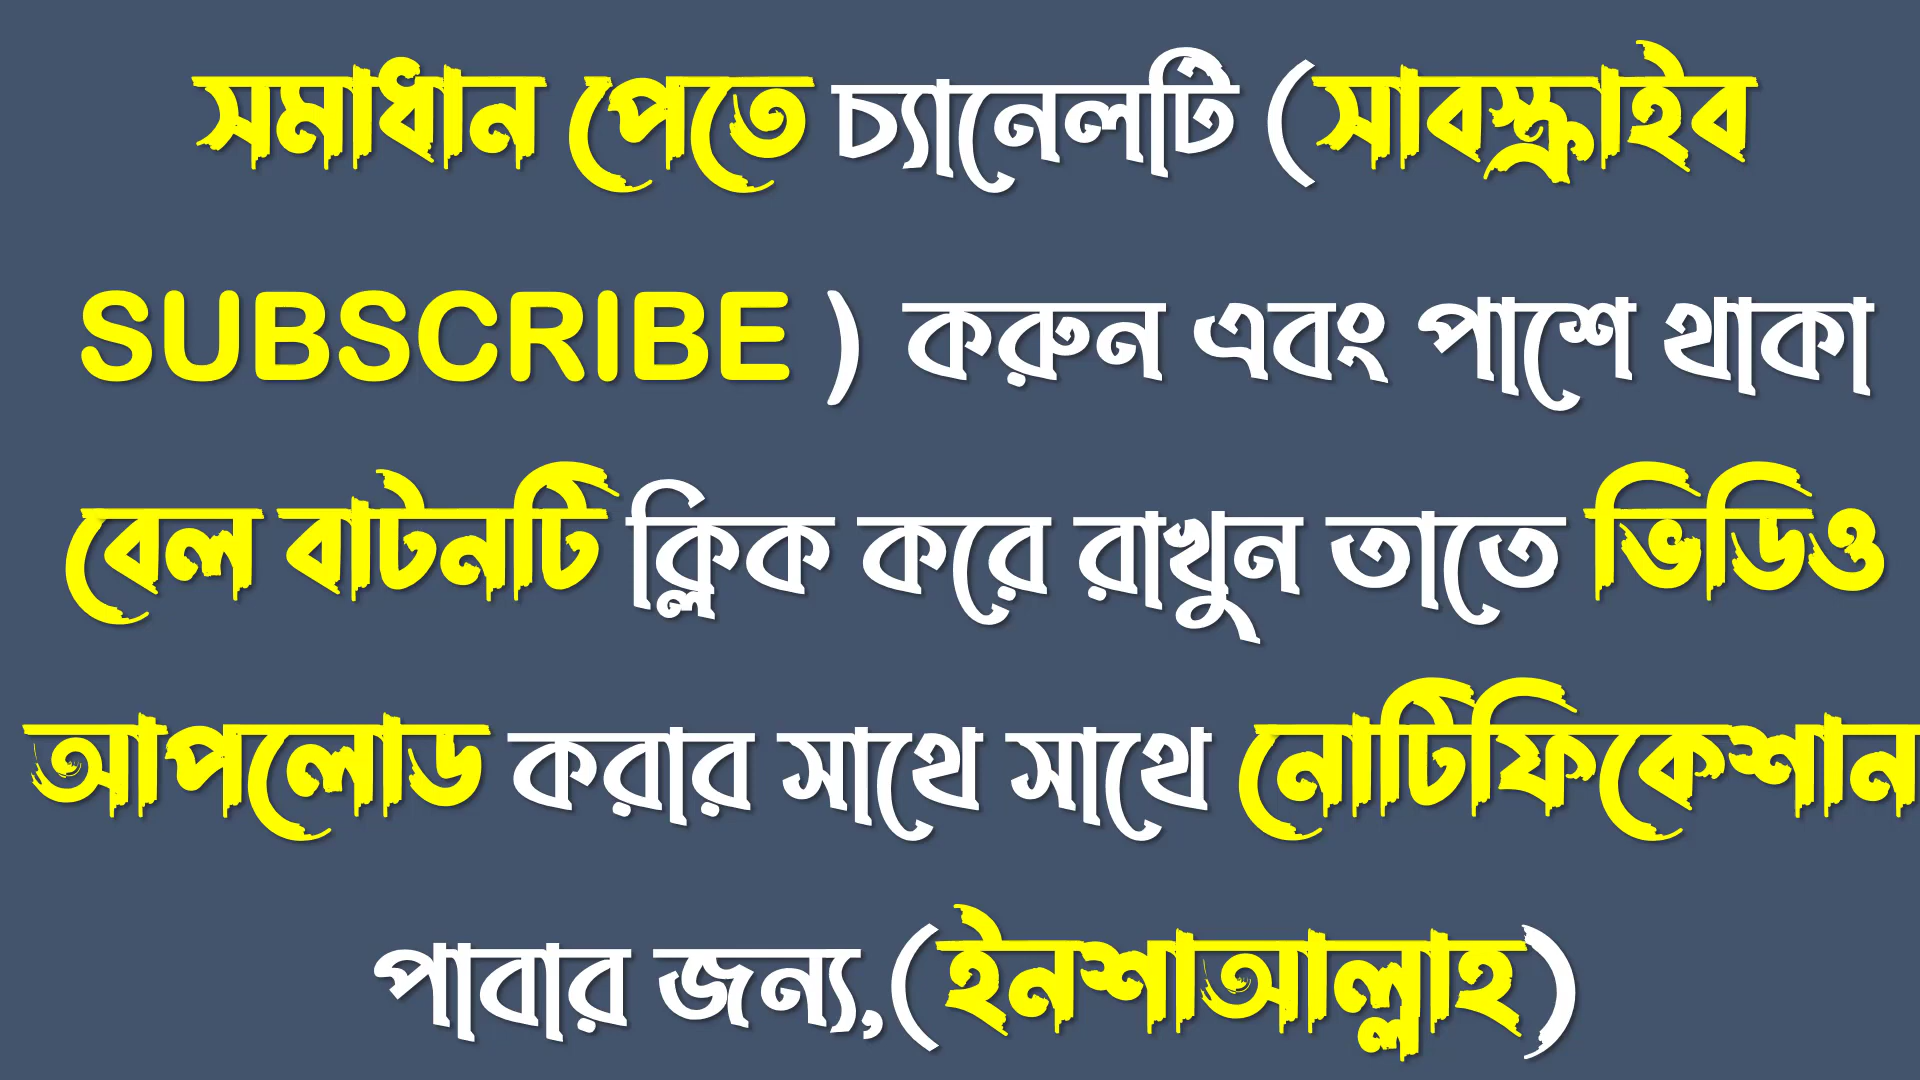 সমাধান পেতে চ্যানেলটি (সাবস্ক্রাইব
SUBSCRIBE ) করুন এবং পাশে থাকা
বেল বাটনটি ক্লিক করে রাখুন তাতে ভিডিও
আপলোড করার সাথে সাথে নোটিফিকেশান
পাবার জন্য,(ইনশাআল্লাহ)